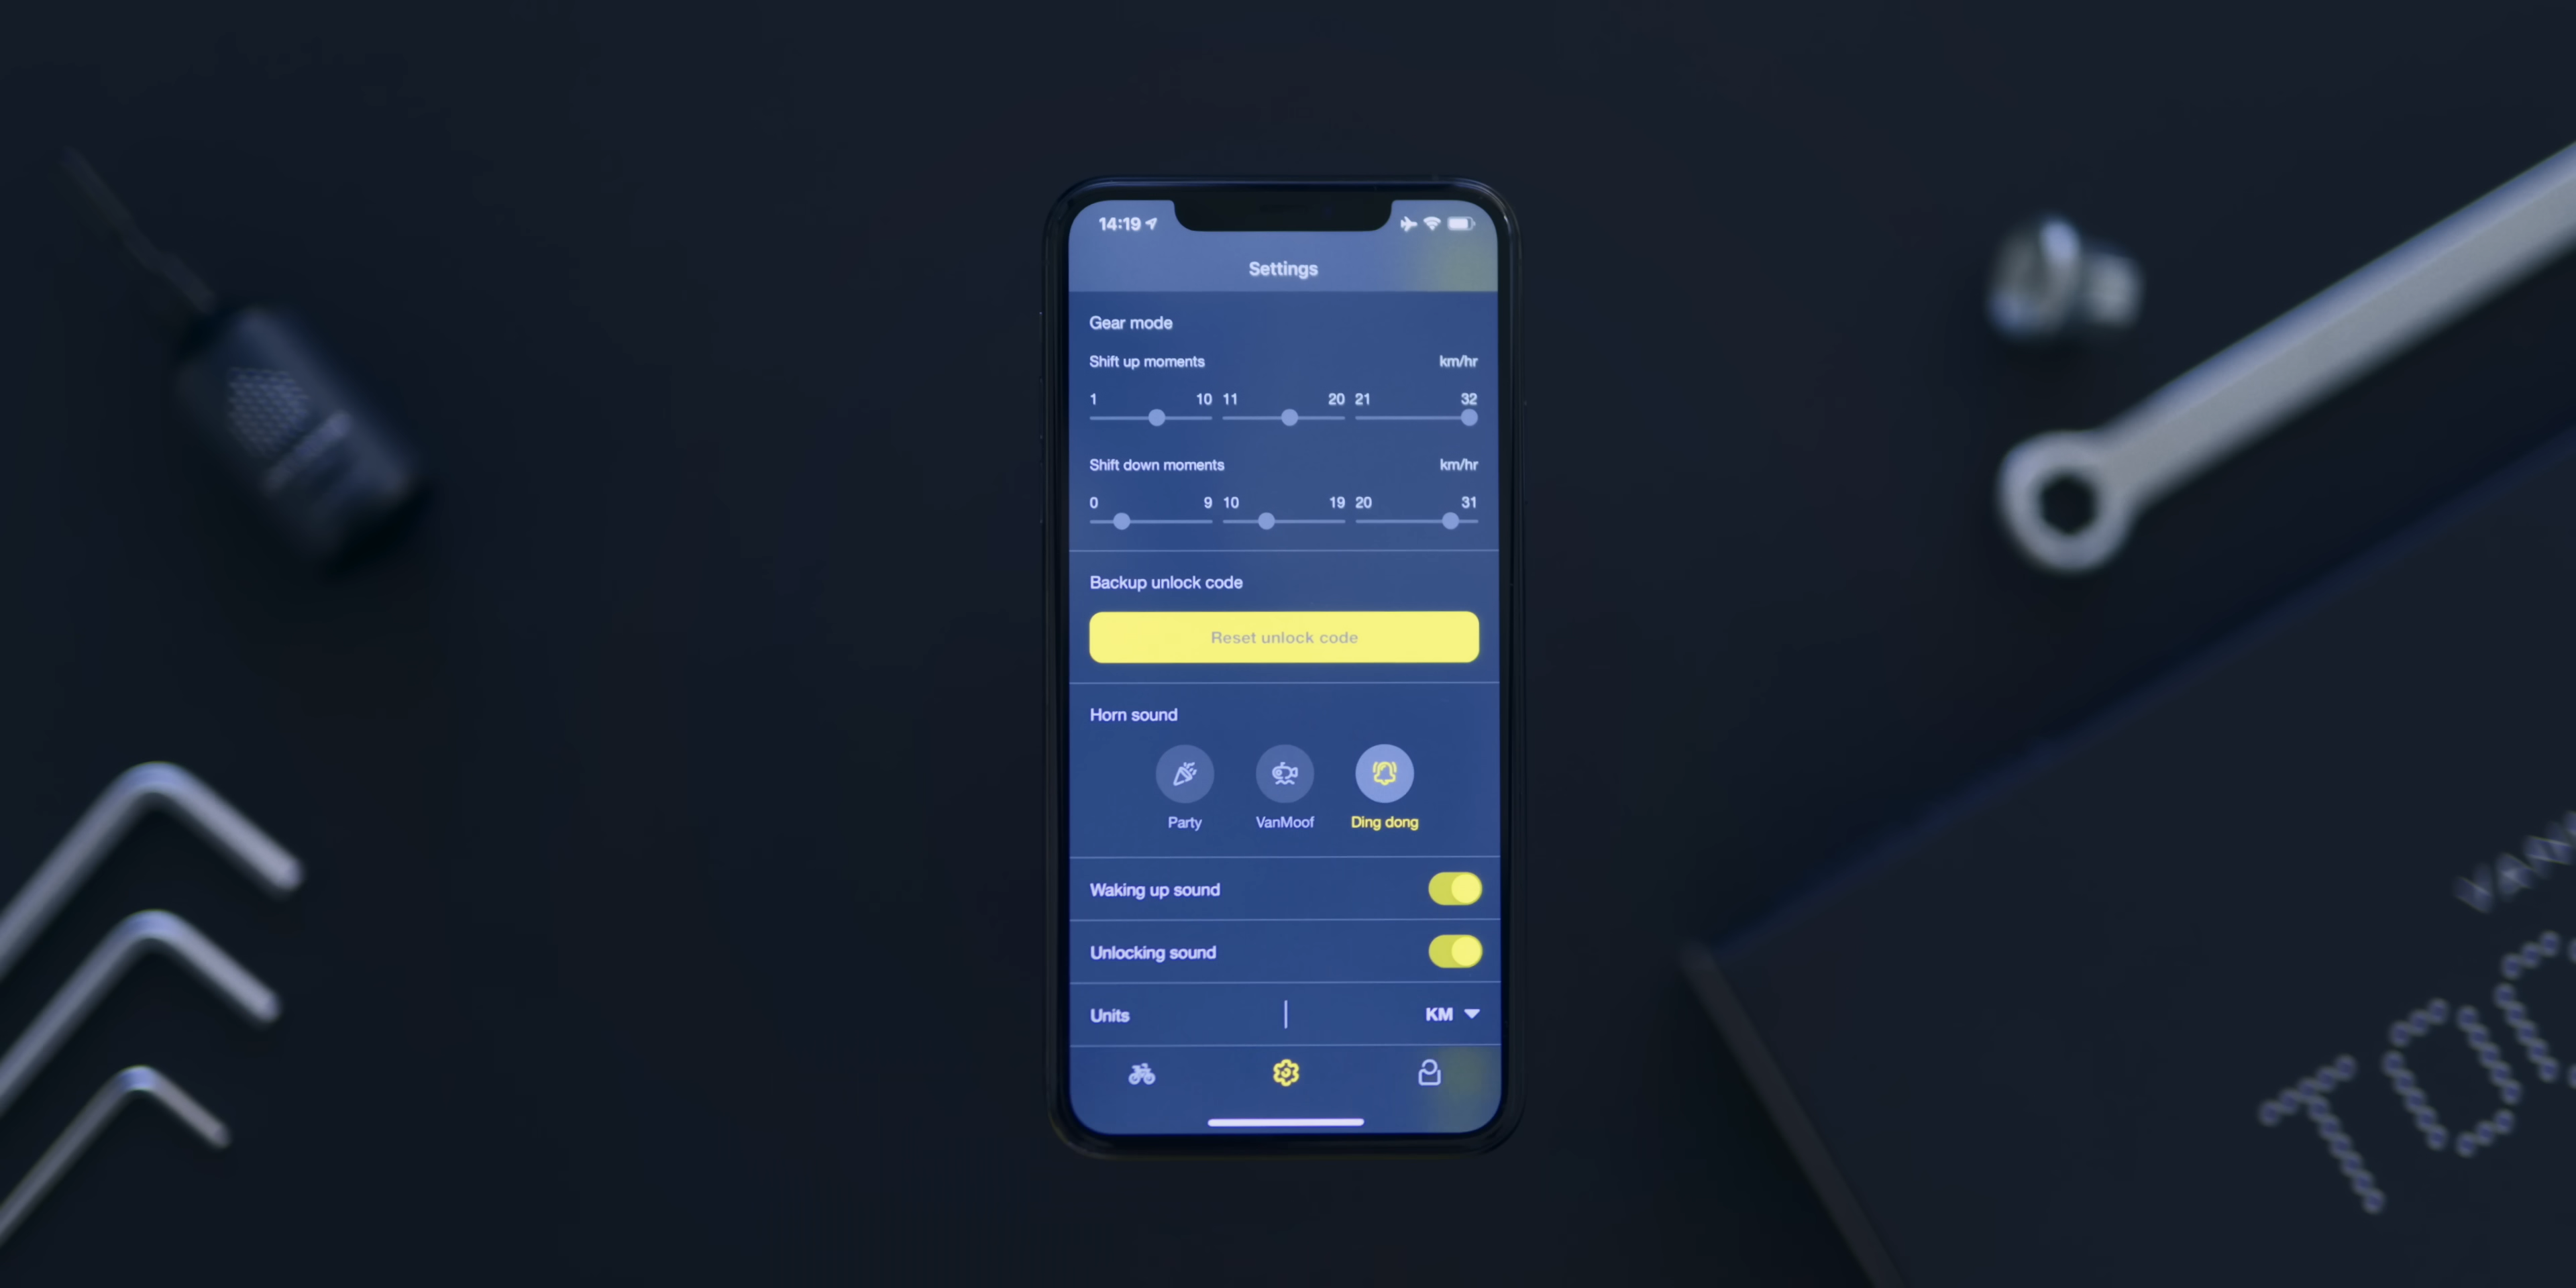 14:19
Settings
Gear mode
Shift up moments km/hr
1 10 11 20 21 32
Shift down moments km/hr
0 9 10 19 20 31
Backup unlock code
Reset unlock code
Horn sound
Party VanMoof Ding dong
Waking up sound
Unlocking sound
Units KM